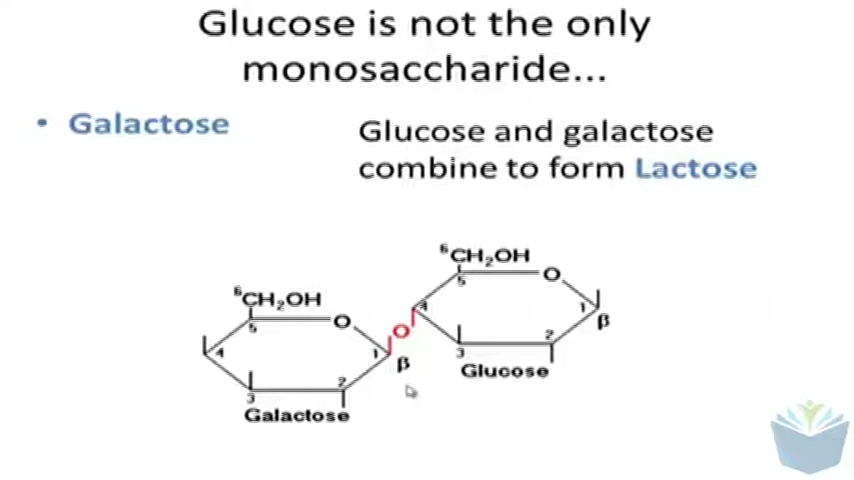 Glucose is not the only
monosaccharide...
• Galactose
Glucose and galactose
combine to form Lactose
6CH2OH
5
O
4
1
β
3
2
Glucose
O
6CH2OH
5
O
4
1
β
3
2
Galactose